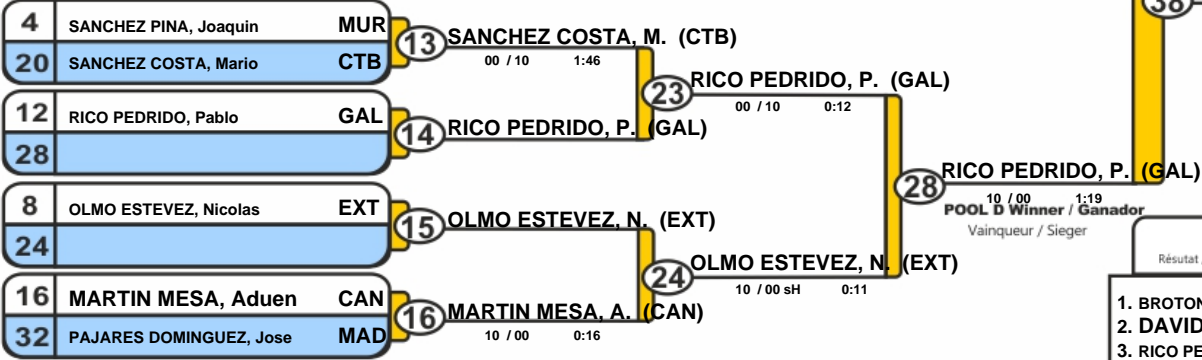 38
4 SANCHEZ PINA, Joaquin MUR
20 SANCHEZ COSTA, Mario CTB
13 SANCHEZ COSTA, M. (CTB)
00 / 10 1:46
12 RICO PEDRIDO, Pablo GAL
28
14 RICO PEDRIDO, P. (GAL)
23 RICO PEDRIDO, P. (GAL)
00 / 10 0:12
8 OLMO ESTEVEZ, Nicolas EXT
24
15 OLMO ESTEVEZ, N. (EXT)
16 MARTIN MESA, Aduen CAN
32 PAJARES DOMINGUEZ, Jose MAD
16 MARTIN MESA, A. (CAN)
10 / 00 0:16
24 OLMO ESTEVEZ, N. (EXT)
10 / 00 sH 0:11
28 RICO PEDRIDO, P. (GAL)
10 / 00 1:19
POOL D Winner / Ganador
Vainqueur / Sieger
Résutat /
1. BROTON
2. DAVID
3. RICO PE